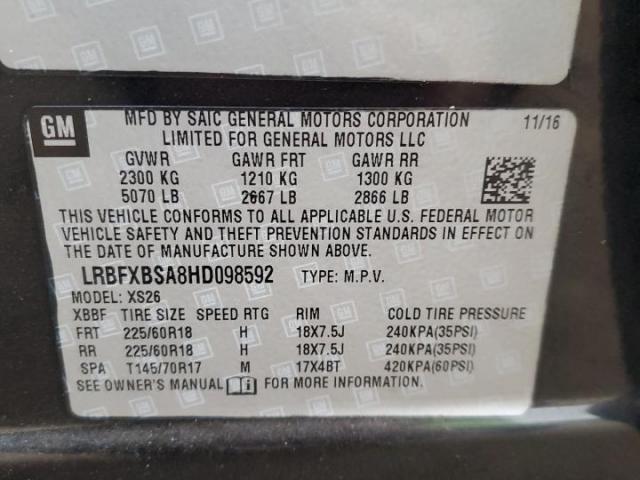 GM
MFD BY SAIC GENERAL MOTORS CORPORATION 11/16
LIMITED FOR GENERAL MOTORS LLC
GVWR GAWR FRT GAWR RR
2300 KG 1210 KG 1300 KG
5070 LB 2667 LB 2866 LB
THIS VEHICLE CONFORMS TO ALL APPLICABLE U.S. FEDERAL MOTOR
VEHICLE SAFETY AND THEFT PREVENTION STANDARDS IN EFFECT ON
THE DATE OF MANUFACTURE SHOWN ABOVE.
LRBFXBSA8HD098592 TYPE: M.P.V.
MODEL: XS26
XBBF TIRE SIZE SPEED RTG RIM COLD TIRE PRESSURE
FRT 225/60R18 H 18X7.5J 240KPA(35PSI)
RR 225/60R18 H 18X7.5J 240KPA(35PSI)
SPA T145/70R17 M 17X4BT 420KPA(60PSI)
SEE OWNER'S MANUAL FOR MORE INFORMATION.